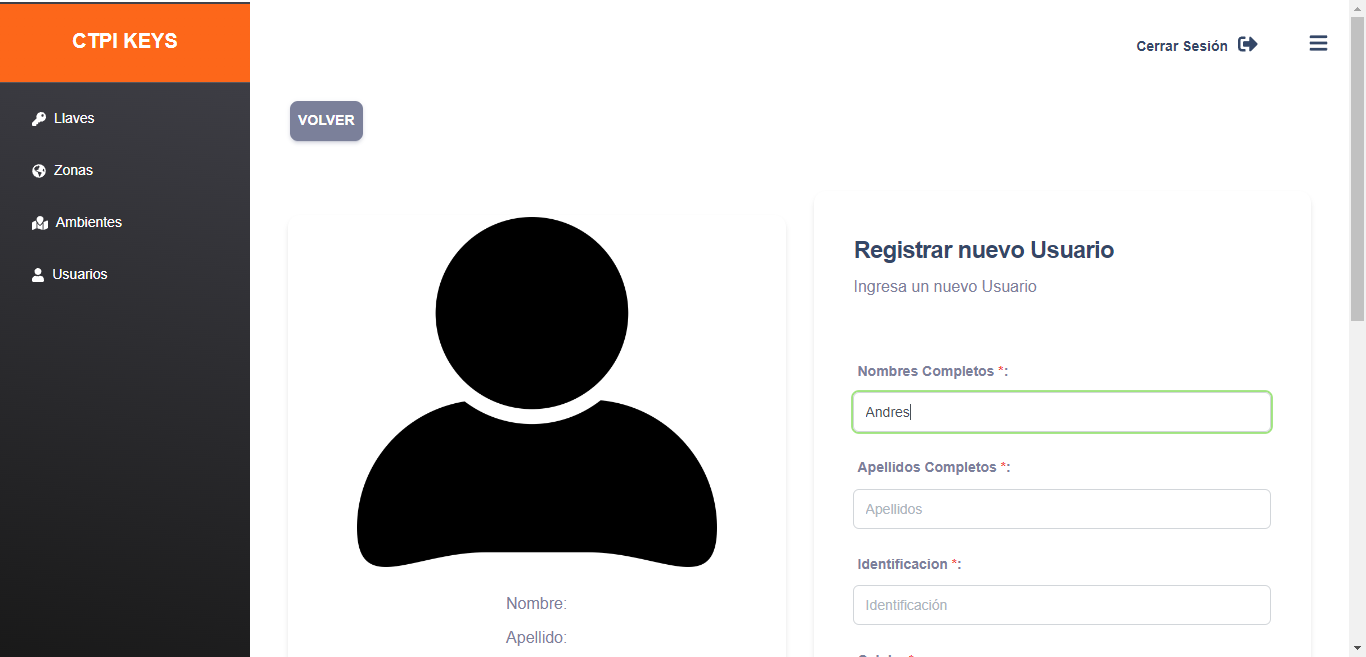 CTPI KEYS
Llaves
Zonas
Ambientes
Usuarios
Cerrar Sesión
VOLVER
Nombre:
Apellido:
Registrar nuevo Usuario
Ingresa un nuevo Usuario
Nombres Completos *:
Andres
Apellidos Completos *:
Apellidos
Identificacion *:
Identificación